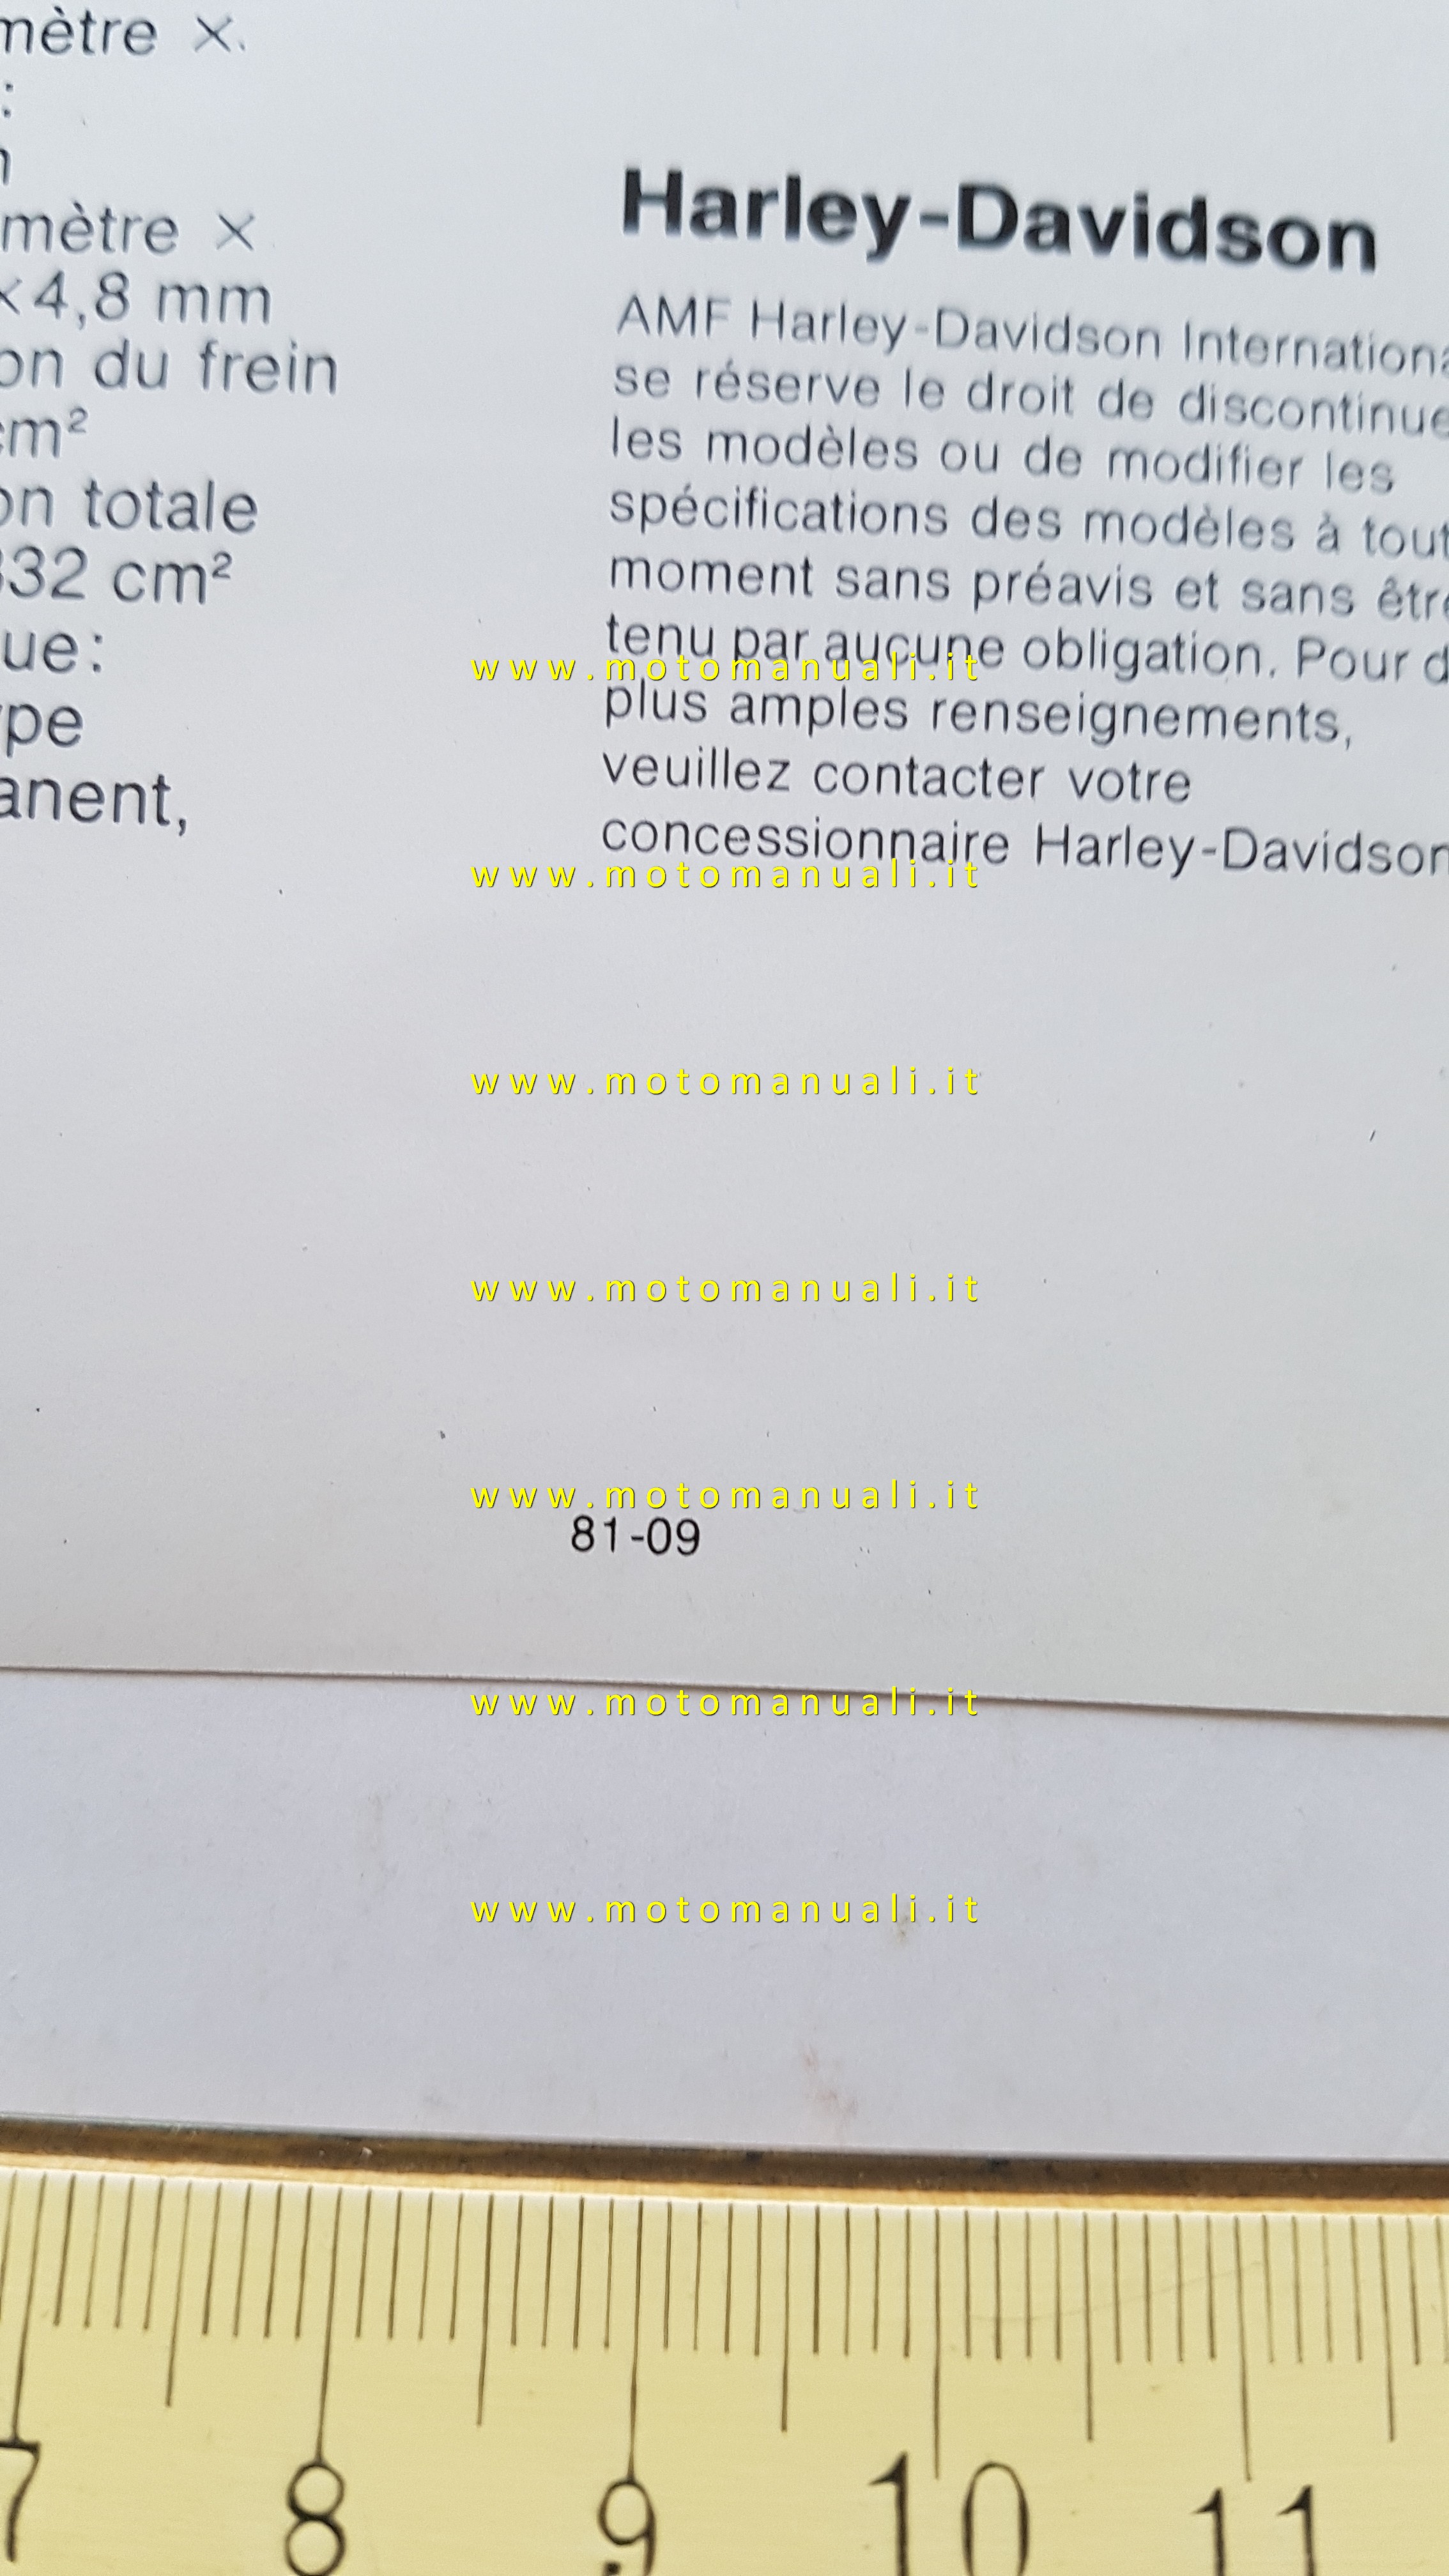 mètre ×.
:
mètre ×
×4,8 mm
on du frein
cm²
on totale
332 cm²
ue:
pe
anent,
Harley-Davidson
AMF Harley-Davidson Internationa
se réserve le droit de discontinue
les modèles ou de modifier les
spécifications des modèles à tout
moment sans préavis et sans être
tenu par aucune obligation. Pour d
plus amples renseignements,
veuillez contacter votre
concessionnaire Harley-Davidson
www.motomanuali.it
www.motomanuali.it
www.motomanuali.it
www.motomanuali.it
www.motomanuali.it
81-09
www.motomanuali.it
www.motomanuali.it
7 8 9 10 11